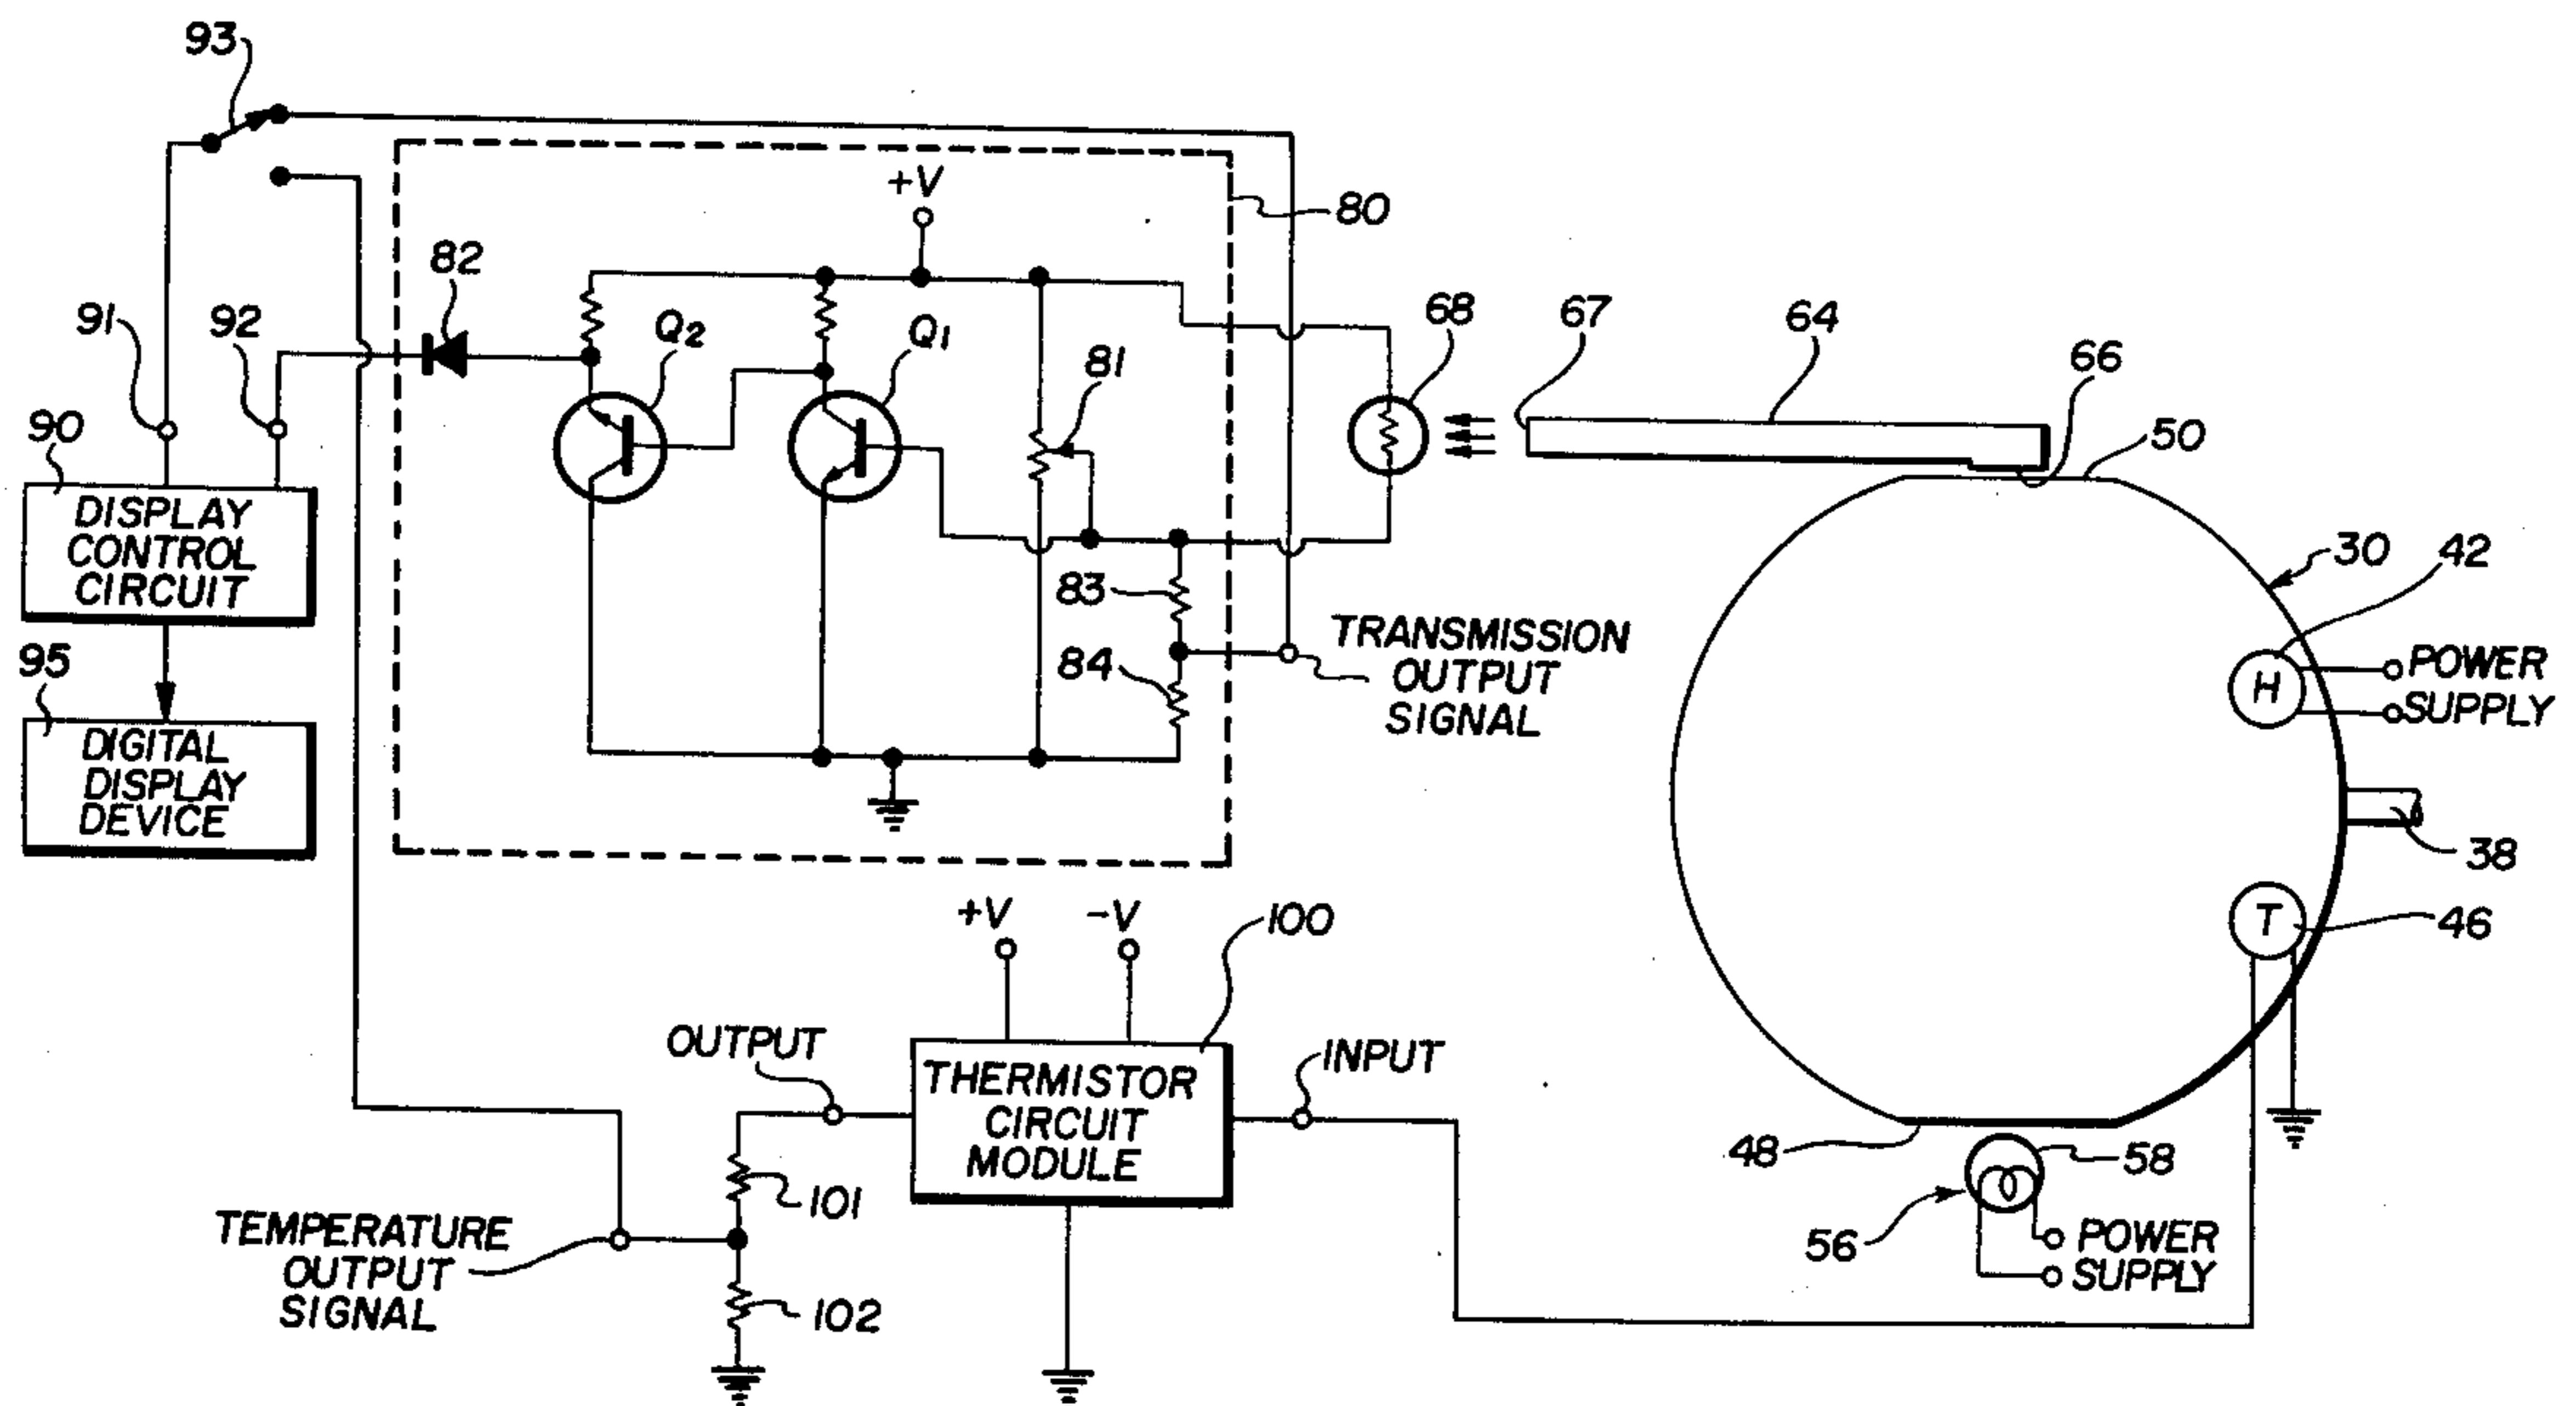 93
+V
80
82
91
92
Q2
Q1
81
68
67
64
66
50
90
DISPLAY
CONTROL
CIRCUIT
83
84
TRANSMISSION
OUTPUT
SIGNAL
30
42
H
POWER
SUPPLY
95
DIGITAL
DISPLAY
DEVICE
38
+V
-V
100
T
46
OUTPUT
THERMISTOR
CIRCUIT
MODULE
INPUT
48
58
56
POWER
SUPPLY
101
TEMPERATURE
OUTPUT
SIGNAL
102